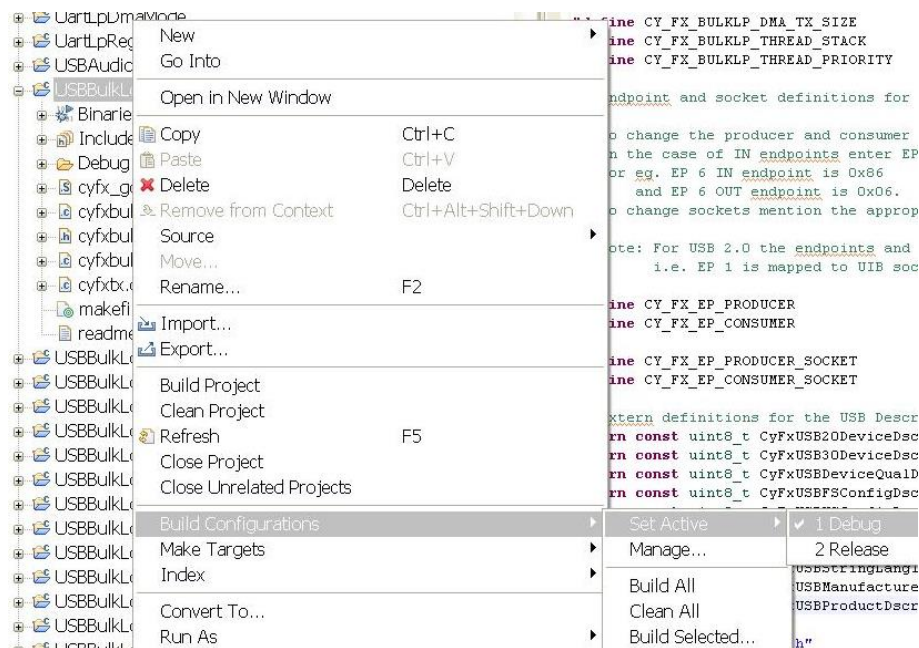 UartLpDmaMode
UartLpReg
USBAudio
USBBulkLo
Binarie
Include
Debug
cyfx_g
cyfxbul
cyfxbul
cyfxbul
cyfxtx.
makefi
readme
USBBulkL
USBBulkL
USBBulkL
USBBulkL
USBBulkL
USBBulkL
USBBulkL
USBBulkL
USBBulkL
USBBulkL
USBBulkL
USBBulkL
USBBulkL
New
Go Into
Open in New Window
Copy Ctrl+C
Paste Ctrl+V
Delete Delete
Remove from Context Ctrl+Alt+Shift+Down
Source
Move...
Rename... F2
Import...
Export...
Build Project
Clean Project
Refresh F5
Close Project
Close Unrelated Projects
Build Configurations
Make Targets
Index
Convert To...
Run As
Set Active
Manage...
Build All
Clean All
Build Selected...
1 Debug
2 Release
fine CY_FX_BULKLP_DMA_TX_SIZE
ine CY_FX_BULKLP_THREAD_STACK
ine CY_FX_BULKLP_THREAD_PRIORITY
ndpoint and socket definitions for
o change the producer and consumer
n the case of IN endpoints enter EP
or eg. EP 6 IN endpoint is 0x86
and EP 6 OUT endpoint is 0x06.
o change sockets mention the approp
ote: For USB 2.0 the endpoints and
i.e. EP 1 is mapped to UIB soc
ine CY_FX_EP_PRODUCER
ine CY_FX_EP_CONSUMER
ine CY_FX_EP_PRODUCER_SOCKET
ine CY_FX_EP_CONSUMER_SOCKET
xtern definitions for the USB Descr
rn const uint8_t CyFxUSB20DeviceDsc
rn const uint8_t CyFxUSB30DeviceDsc
rn const uint8_t CyFxUSBDeviceQualD
rn const uint8_t CyFxUSBFSConfigDsc
USBStringLangI
USBManufacture
USBProductDscr
h"